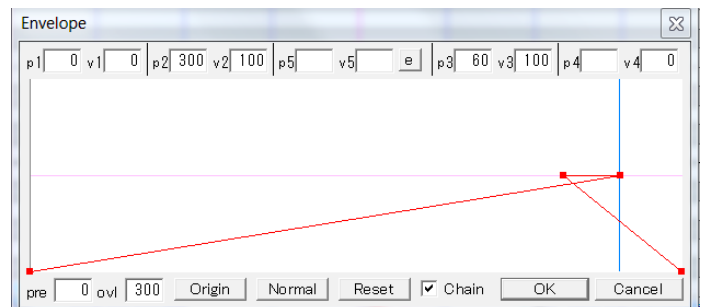 Envelope
p1 0 v1 0 p2 300 v2 100 p5 v5 e p3 60 v3 100 p4 v4 0
pre 0 ovl 300 Origin Normal Reset Chain OK Cancel